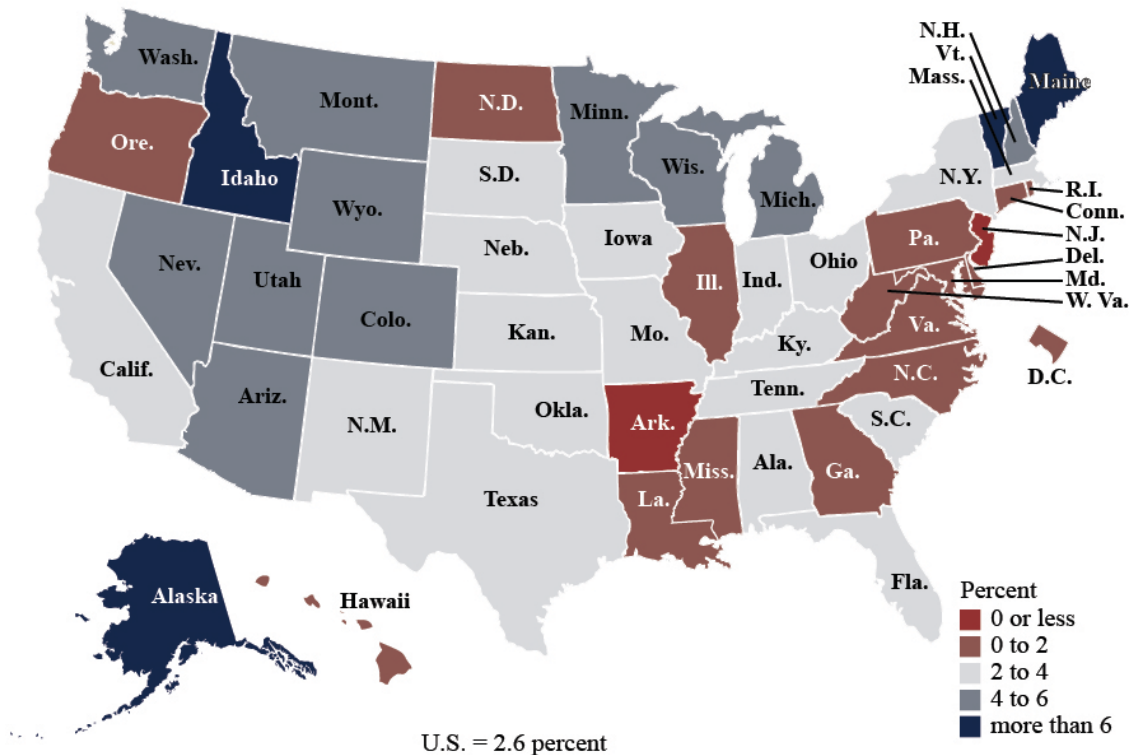 N.H.
Vt.
Mass.
Maine
Wash.
Mont.
N.D.
Minn.
Ore.
Idaho
S.D.
Wis.
Mich.
N.Y.
R.I.
Conn.
N.J.
Del.
Md.
W. Va.
Wyo.
Neb.
Iowa
Ill.
Ind.
Ohio
Pa.
Nev.
Utah
Colo.
Kan.
Mo.
Ky.
Va.
D.C.
Calif.
Ariz.
N.M.
Okla.
Ark.
Tenn.
N.C.
S.C.
Texas
La.
Miss.
Ala.
Ga.
Fla.
Alaska
Hawaii
Percent
0 or less
0 to 2
2 to 4
4 to 6
more than 6
U.S. = 2.6 percent